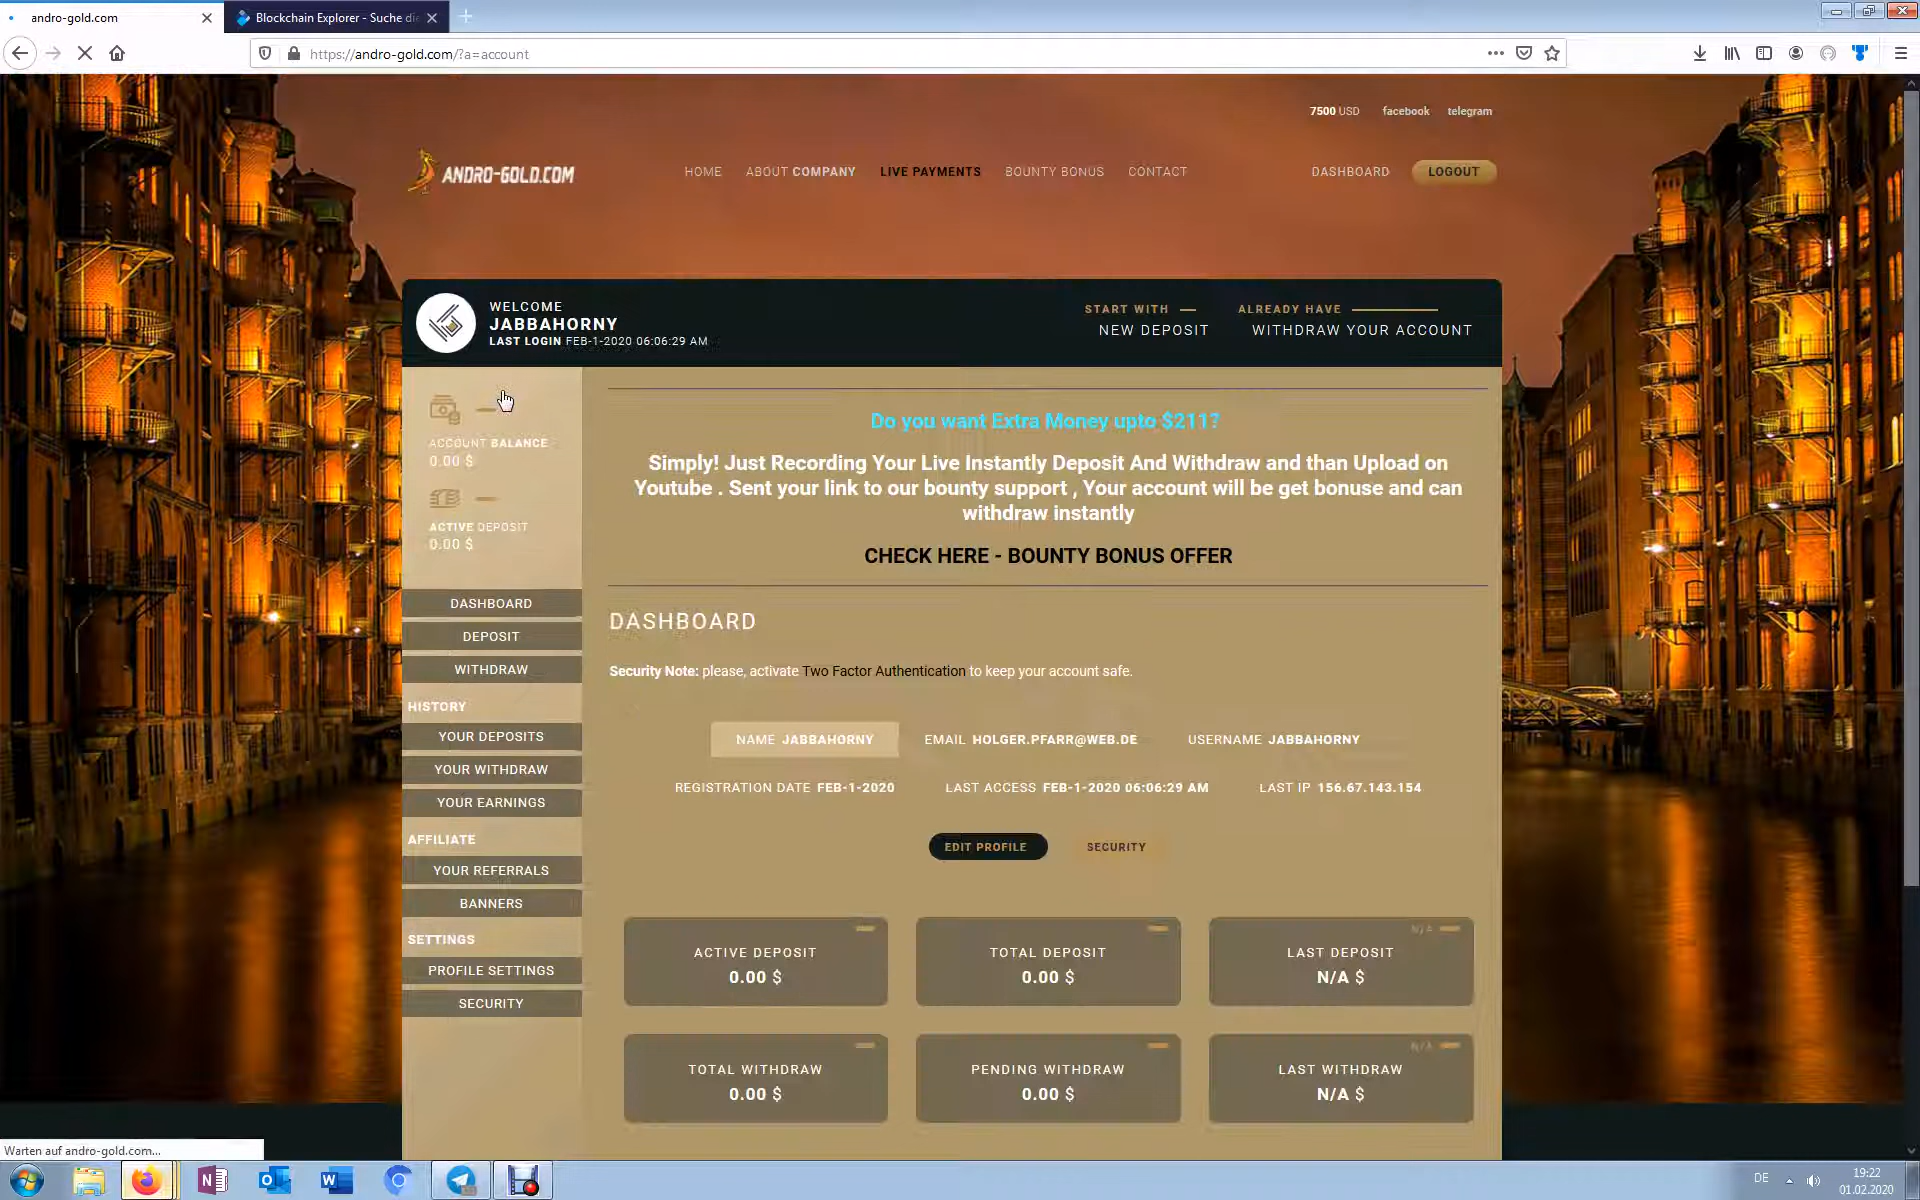 andro-gold.com
Blockchain Explorer - Suche die
https://andro-gold.com/?a=account
7500 USD facebook telegram
ANDRO-GOLD.COM
HOME ABOUT COMPANY LIVE PAYMENTS BOUNTY BONUS CONTACT DASHBOARD LOGOUT
WELCOME
JABBAHORNY
LAST LOGIN FEB-1-2020 06:06:29 AM
START WITH
NEW DEPOSIT
ALREADY HAVE
WITHDRAW YOUR ACCOUNT
ACCOUNT BALANCE
0.00 $
ACTIVE DEPOSIT
0.00 $
DASHBOARD
DEPOSIT
WITHDRAW
HISTORY
YOUR DEPOSITS
YOUR WITHDRAW
YOUR EARNINGS
AFFILIATE
YOUR REFERRALS
BANNERS
SETTINGS
PROFILE SETTINGS
SECURITY
Do you want Extra Money upto $211?
Simply! Just Recording Your Live Instantly Deposit And Withdraw and than Upload on
Youtube . Sent your link to our bounty support , Your account will be get bonuse and can
withdraw instantly
CHECK HERE - BOUNTY BONUS OFFER
DASHBOARD
Security Note: please, activate Two Factor Authentication to keep your account safe.
NAME JABBAHORNY EMAIL HOLGER.PFARR@WEB.DE USERNAME JABBAHORNY
REGISTRATION DATE FEB-1-2020 LAST ACCESS FEB-1-2020 06:06:29 AM LAST IP 156.67.143.154
EDIT PROFILE SECURITY
ACTIVE DEPOSIT
0.00 $
TOTAL DEPOSIT
0.00 $
N/A
LAST DEPOSIT
N/A $
TOTAL WITHDRAW
0.00 $
PENDING WITHDRAW
0.00 $
N/A
LAST WITHDRAW
N/A $
Warten auf andro-gold.com...
DE
19:22
01.02.2020